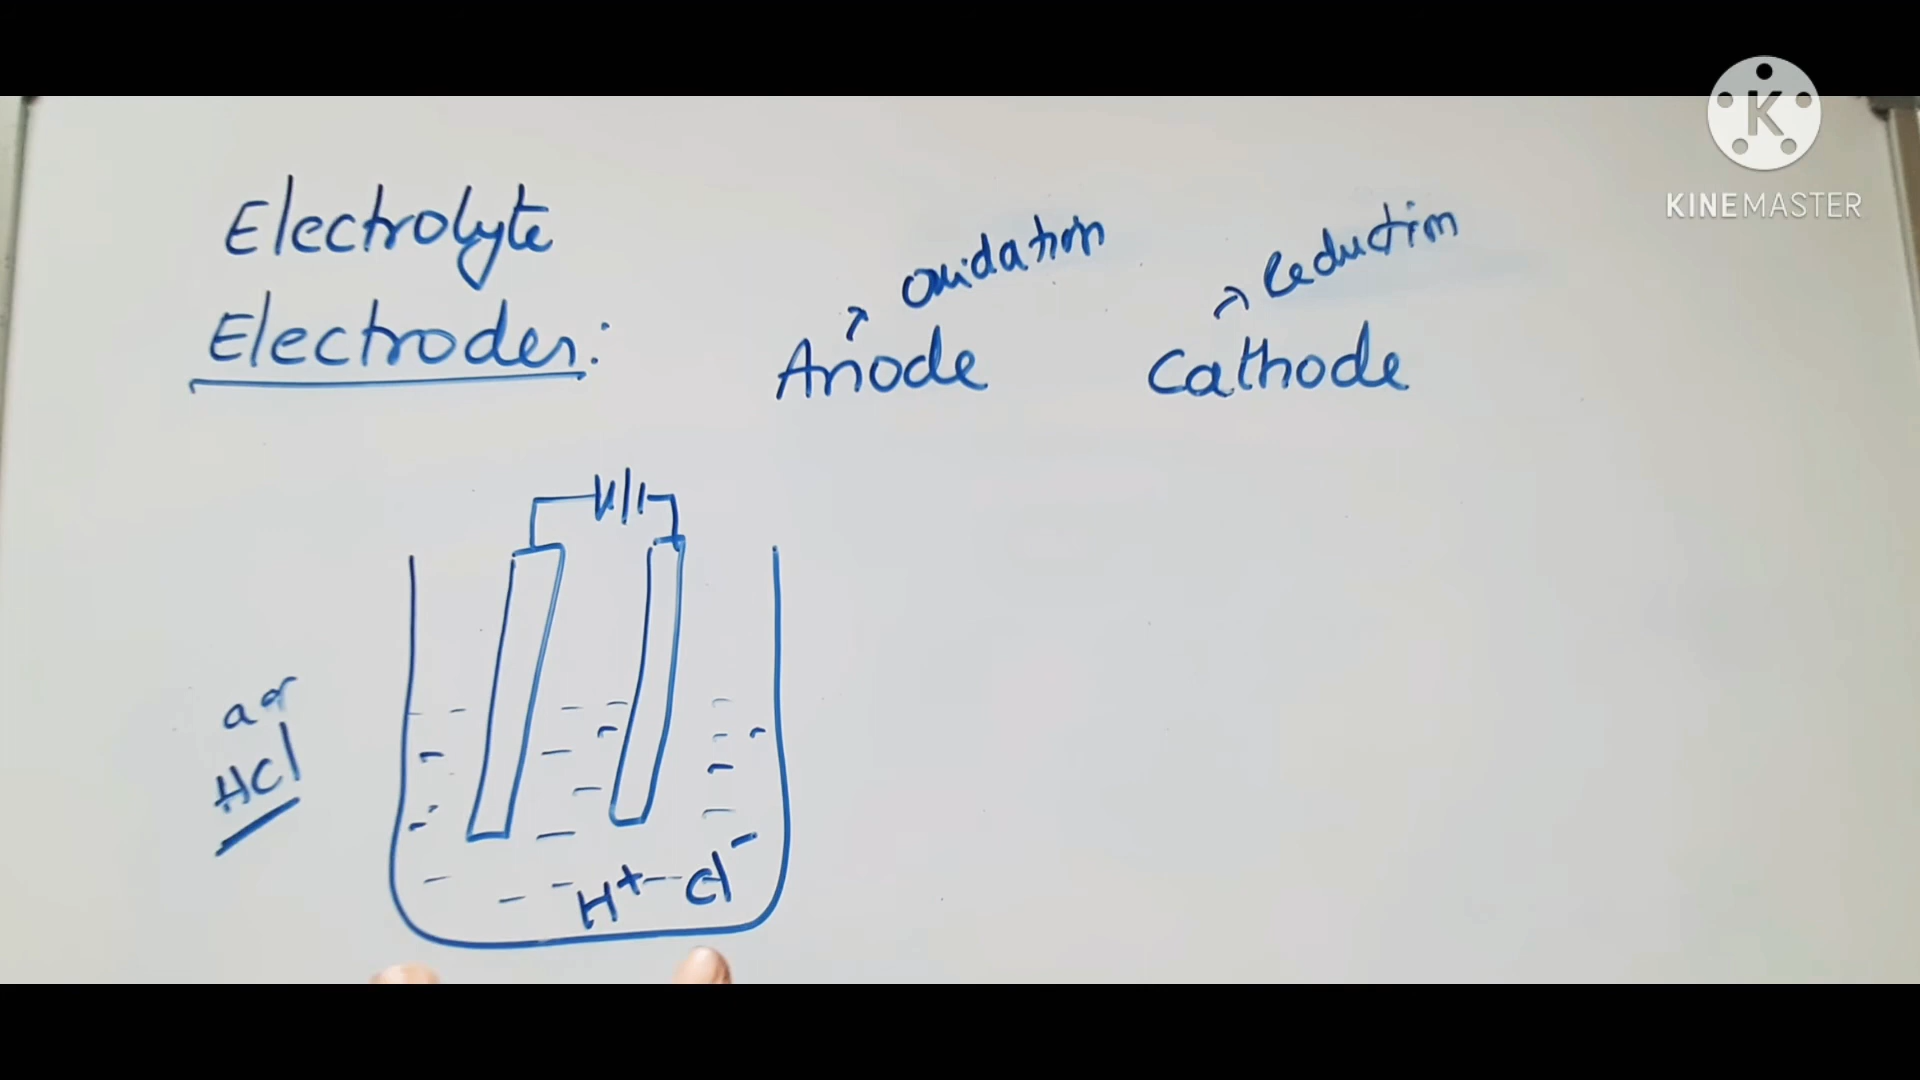 Electrolyte
Electrodes:
oxidation
reduction
Anode
Cathode
aq
HCl
H+ Cl-
K
KINEMASTER